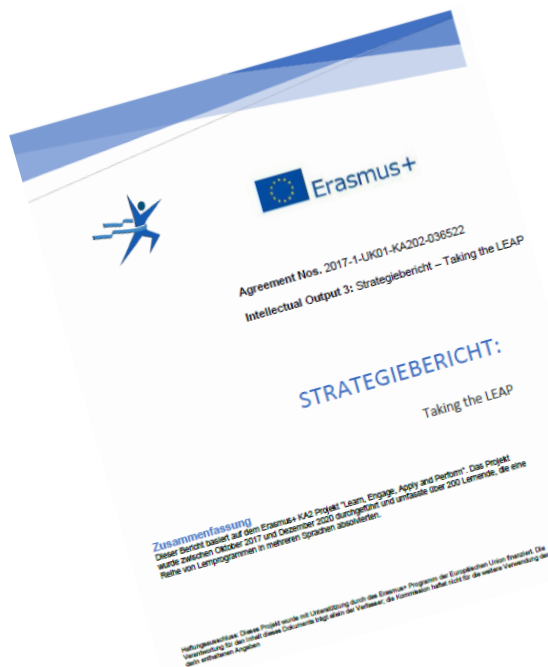 Erasmus+
Agreement Nos. 2017-1-UK01-KA202-036522
Intellectual Output 3: Strategiebericht – Taking the LEAP
STRATEGIEBERICHT:
Taking the LEAP
Zusammenfassung
Dieser Bericht basiert auf dem Erasmus+ KA2 Projekt "Learn, Engage, Apply and Perform". Das Projekt
wurde zwischen Oktober 2017 und Dezember 2020 durchgeführt und umfasste über 200 Lernende, die eine
Reihe von Lernprogrammen in mehreren Sprachen absolvierten.
Haftungsausschluss: Dieses Projekt wurde mit Unterstützung durch das Erasmus+ Programm der Europäischen Union finanziert. Die
Verantwortung für den Inhalt dieses Dokuments trägt allein der Verfasser; die Kommission haftet nicht für die weitere Verwendung der
darin enthaltenen Angaben